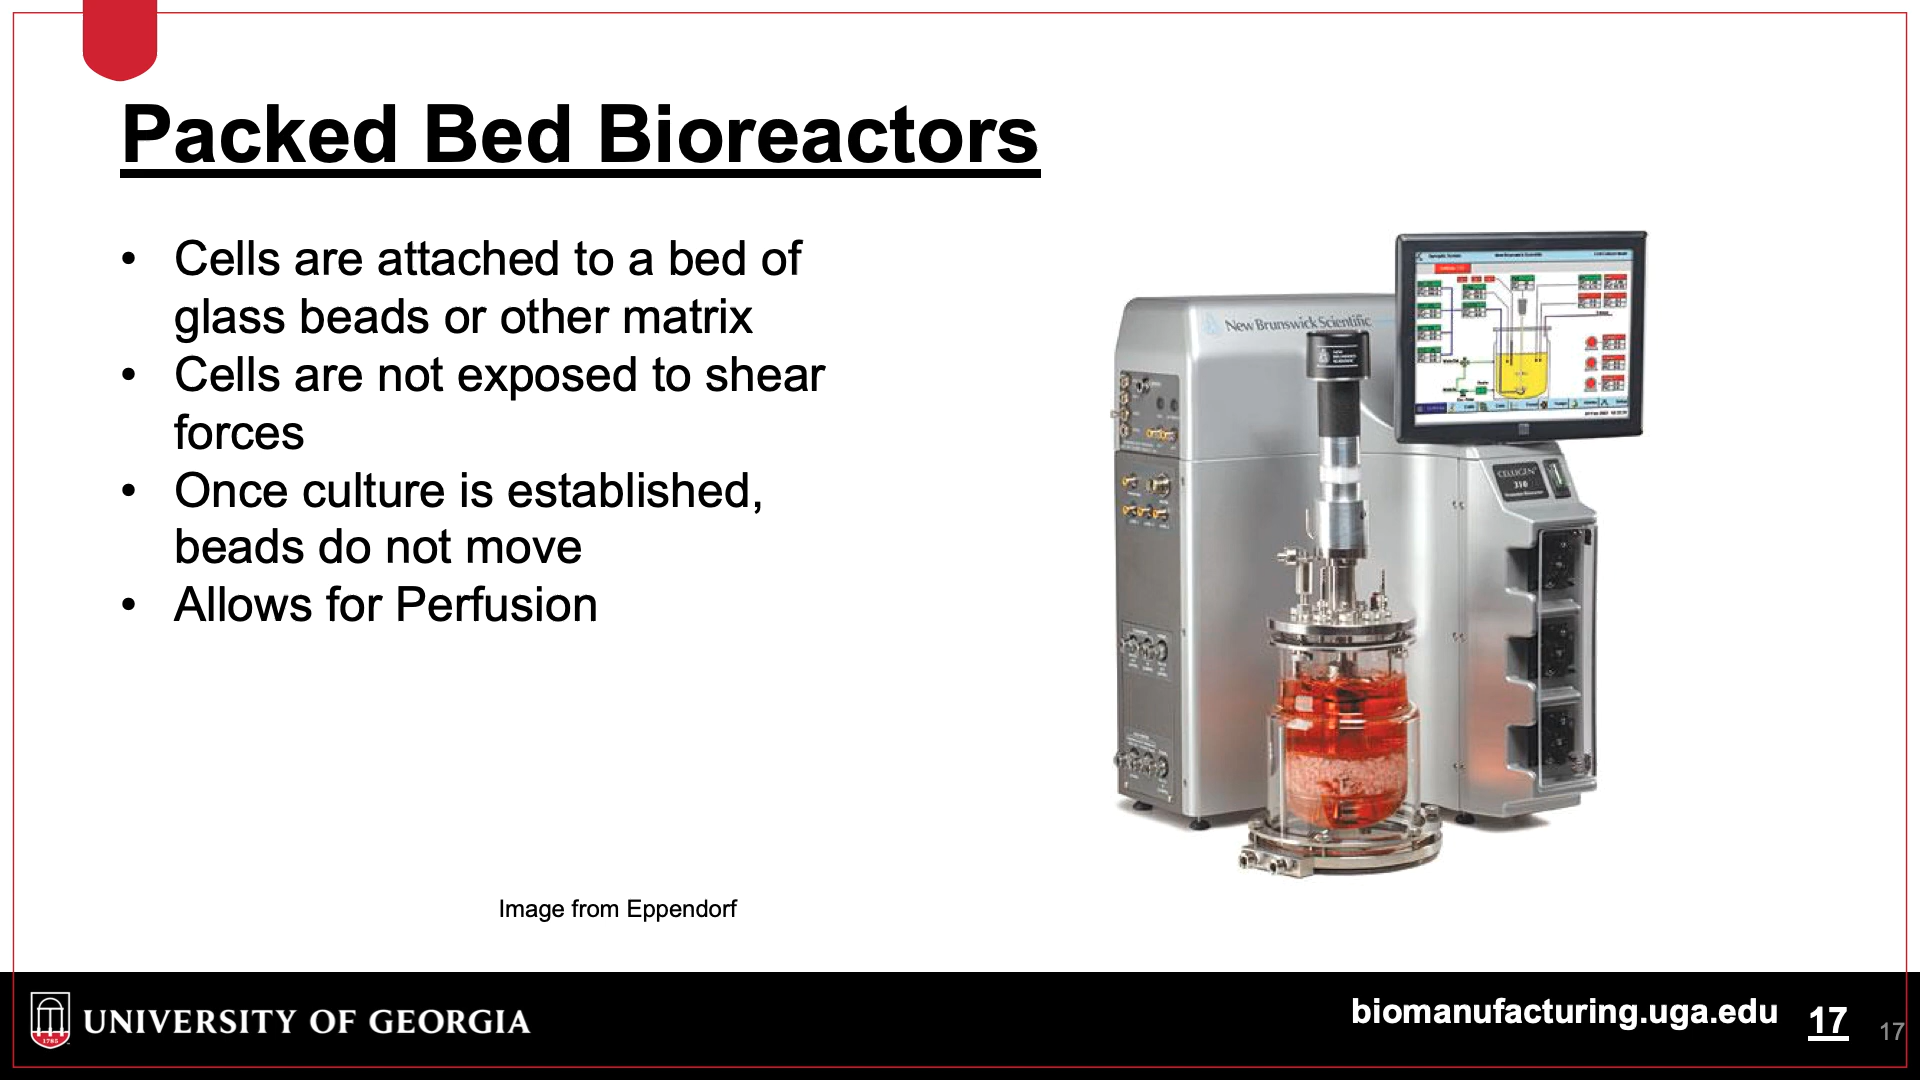 Packed Bed Bioreactors
• Cells are attached to a bed of
glass beads or other matrix
• Cells are not exposed to shear
forces
• Once culture is established,
beads do not move
• Allows for Perfusion
New Brunswick Scientific
CELLIGEN
310
Image from Eppendorf
1785
UNIVERSITY OF GEORGIA
biomanufacturing.uga.edu
17
17